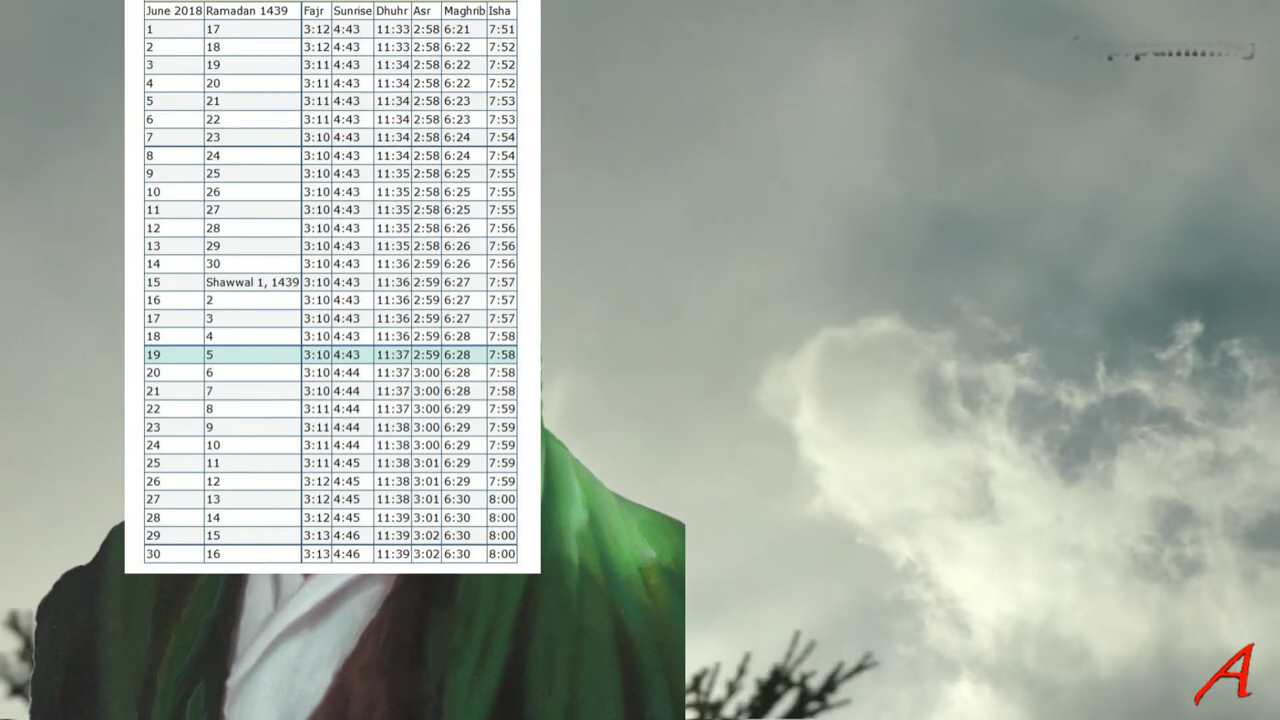 June 2018 Ramadan 1439 Fajr Sunrise Dhuhr Asr Maghrib Isha
1 17 3:12 4:43 11:33 2:58 6:21 7:51
2 18 3:12 4:43 11:33 2:58 6:22 7:52
3 19 3:11 4:43 11:34 2:58 6:22 7:52
4 20 3:11 4:43 11:34 2:58 6:22 7:52
5 21 3:11 4:43 11:34 2:58 6:23 7:53
6 22 3:11 4:43 11:34 2:58 6:23 7:53
7 23 3:10 4:43 11:34 2:58 6:24 7:54
8 24 3:10 4:43 11:34 2:58 6:24 7:54
9 25 3:10 4:43 11:35 2:58 6:25 7:55
10 26 3:10 4:43 11:35 2:58 6:25 7:55
11 27 3:10 4:43 11:35 2:58 6:25 7:55
12 28 3:10 4:43 11:35 2:58 6:26 7:56
13 29 3:10 4:43 11:35 2:58 6:26 7:56
14 30 3:10 4:43 11:36 2:59 6:26 7:56
15 Shawwal 1, 1439 3:10 4:43 11:36 2:59 6:27 7:57
16 2 3:10 4:43 11:36 2:59 6:27 7:57
17 3 3:10 4:43 11:36 2:59 6:27 7:57
18 4 3:10 4:43 11:36 2:59 6:28 7:58
19 5 3:10 4:43 11:37 2:59 6:28 7:58
20 6 3:10 4:44 11:37 3:00 6:28 7:58
21 7 3:10 4:44 11:37 3:00 6:28 7:58
22 8 3:11 4:44 11:37 3:00 6:29 7:59
23 9 3:11 4:44 11:38 3:00 6:29 7:59
24 10 3:11 4:44 11:38 3:00 6:29 7:59
25 11 3:11 4:45 11:38 3:01 6:29 7:59
26 12 3:12 4:45 11:38 3:01 6:29 7:59
27 13 3:12 4:45 11:38 3:01 6:30 8:00
28 14 3:12 4:45 11:39 3:01 6:30 8:00
29 15 3:13 4:46 11:39 3:02 6:30 8:00
30 16 3:13 4:46 11:39 3:02 6:30 8:00
A